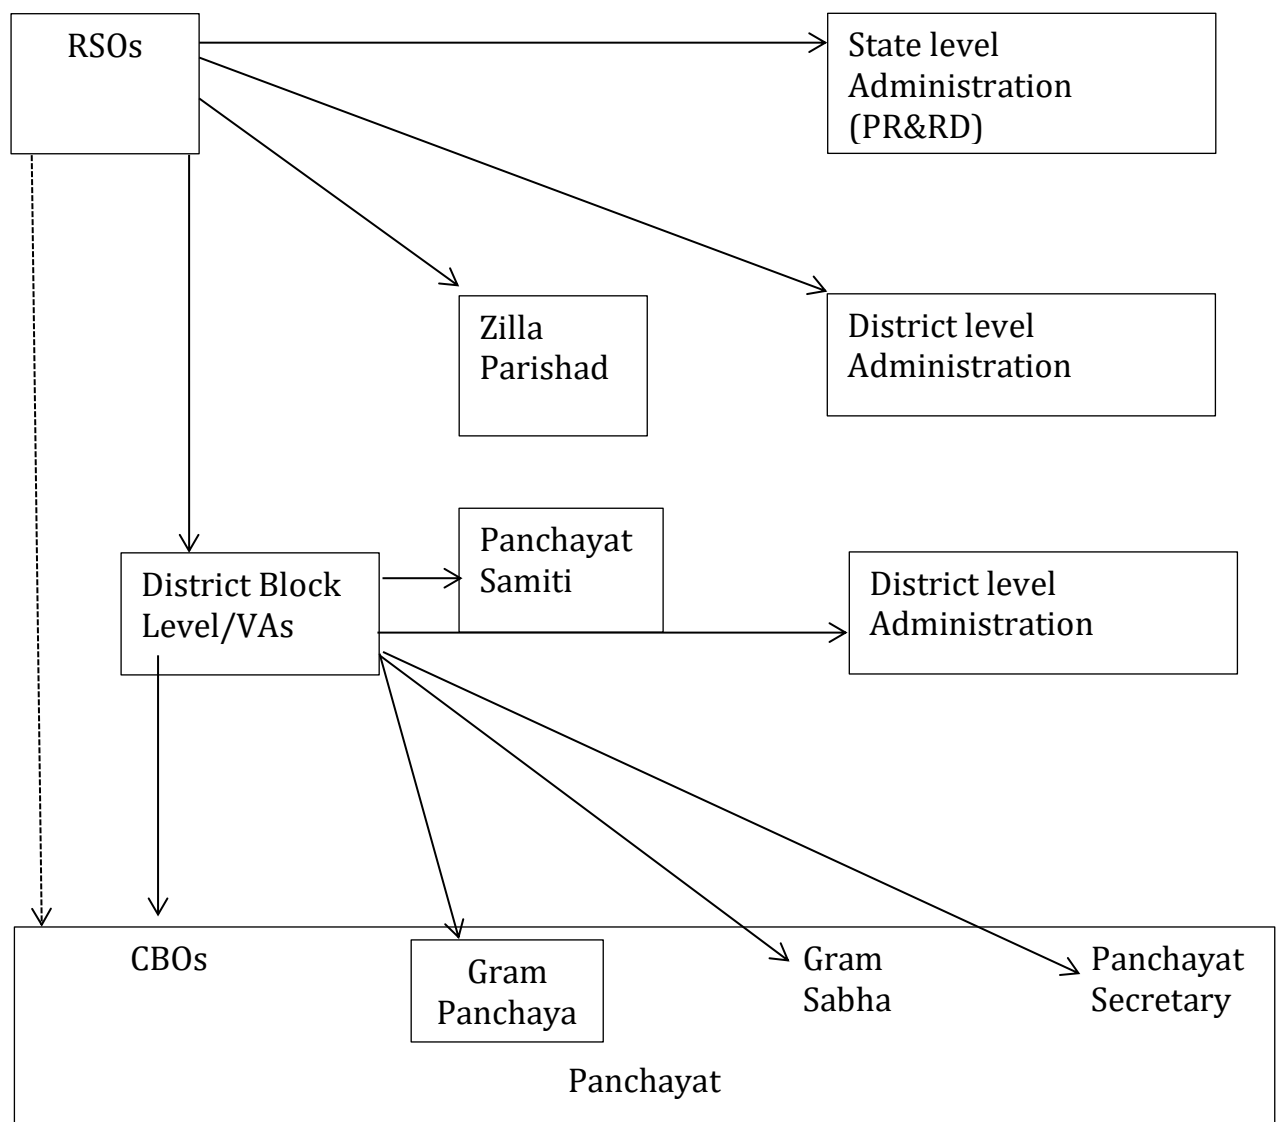 RSOs
State level
Administration
(PR&RD)
Zilla
Parishad
District level
Administration
Panchayat
Samiti
District Block
Level/VAs
District level
Administration
CBOs
Gram
Panchaya
Gram
Sabha
Panchayat
Secretary
Panchayat